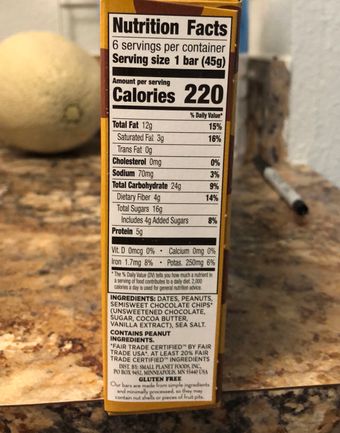 Nutrition Facts
6 servings per container
Serving size 1 bar (45g)
Amount per serving
Calories 220
% Daily Value*
Total Fat 12g 15%
Saturated Fat 3g 16%
Trans Fat 0g
Cholesterol 0mg 0%
Sodium 70mg 3%
Total Carbohydrate 24g 9%
Dietary Fiber 4g 14%
Total Sugars 16g
Includes 4g Added Sugars 8%
Protein 5g
Vit. D 0mcg 0% • Calcium 0mg 0%
Iron 1.7mg 8% • Potas. 250mg 6%
*The % Daily Value (DV) tells you how much a nutrient in
a serving of food contributes to a daily diet. 2,000
calories a day is used for general nutrition advice.
INGREDIENTS: DATES, PEANUTS,
SEMISWEET CHOCOLATE CHIPS*
(UNSWEETENED CHOCOLATE,
SUGAR, COCOA BUTTER,
VANILLA EXTRACT), SEA SALT.
CONTAINS PEANUT
INGREDIENTS.
*FAIR TRADE CERTIFIED™ BY FAIR
TRADE USA®. AT LEAST 20% FAIR
TRADE CERTIFIED™ INGREDIENTS
DIST. BY: SMALL PLANET FOODS, INC.,
PO BOX 9452, MINNEAPOLIS, MN 55440 USA
GLUTEN FREE
Our bars are made from simple ingredients
and minimally processed, so they may
contain nut shells or pieces of fruit pits.